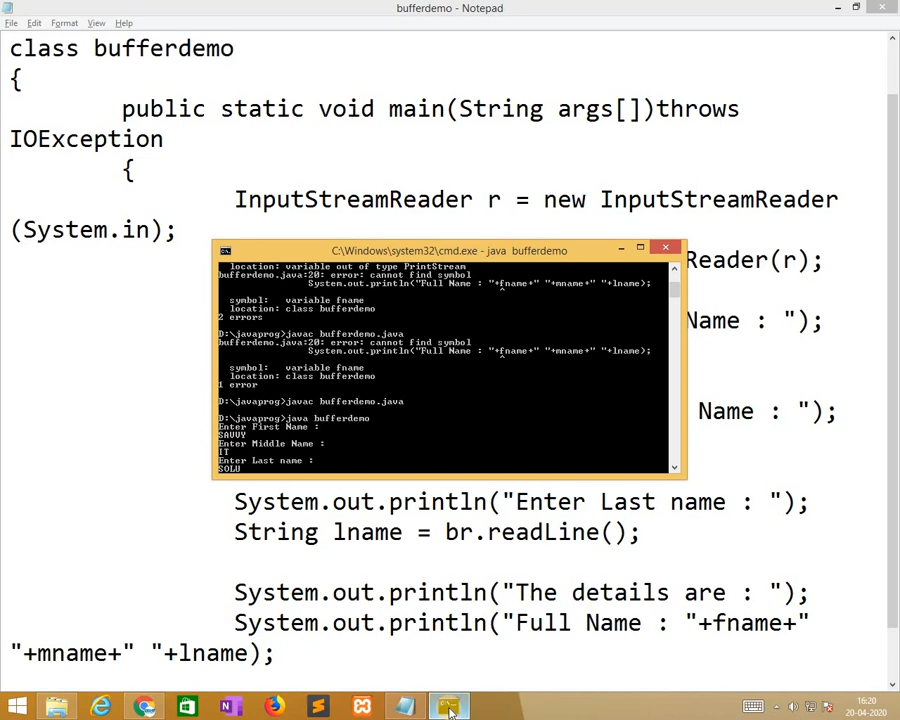 bufferdemo - Notepad
File Edit Format View Help
class bufferdemo
{
public static void main(String args[])throws
IOException
{
InputStreamReader r = new InputStreamReader
(System.in);
Reader(r);
Name : ");
Name : ");
System.out.println("Enter Last name : ");
String lname = br.readLine();
System.out.println("The details are : ");
System.out.println("Full Name : "+fname+"
"+mname+" "+lname);
C:\Windows\system32\cmd.exe - java bufferdemo
location: variable out of type PrintStream
bufferdemo.java:20: error: cannot find symbol
System.out.println("Full Name : "+fname+" "+mname+" "+lname);
^
symbol: variable fname
location: class bufferdemo
2 errors
D:\javaprog>javac bufferdemo.java
bufferdemo.java:20: error: cannot find symbol
System.out.println("Full Name : "+fname+" "+mname+" "+lname);
^
symbol: variable fname
location: class bufferdemo
1 error
D:\javaprog>javac bufferdemo.java
D:\javaprog>java bufferdemo
Enter First Name :
SAVVY
Enter Middle Name :
IT
Enter Last name :
SOLU
16:20
20-04-2020